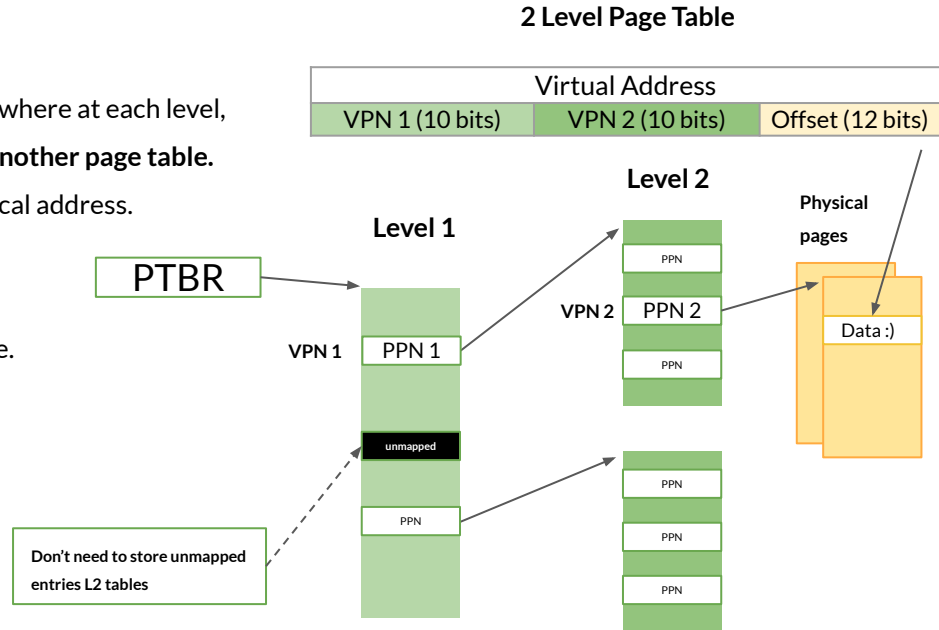 2 Level Page Table
where at each level,
nother page table.
cal address.
e.
Virtual Address
VPN 1 (10 bits)
VPN 2 (10 bits)
Offset (12 bits)
Level 1
Level 2
Physical
pages
PTBR
VPN 1
PPN 1
unmapped
PPN
PPN
VPN 2
PPN 2
PPN
PPN
PPN
PPN
Data :)
Don't need to store unmapped
entries L2 tables